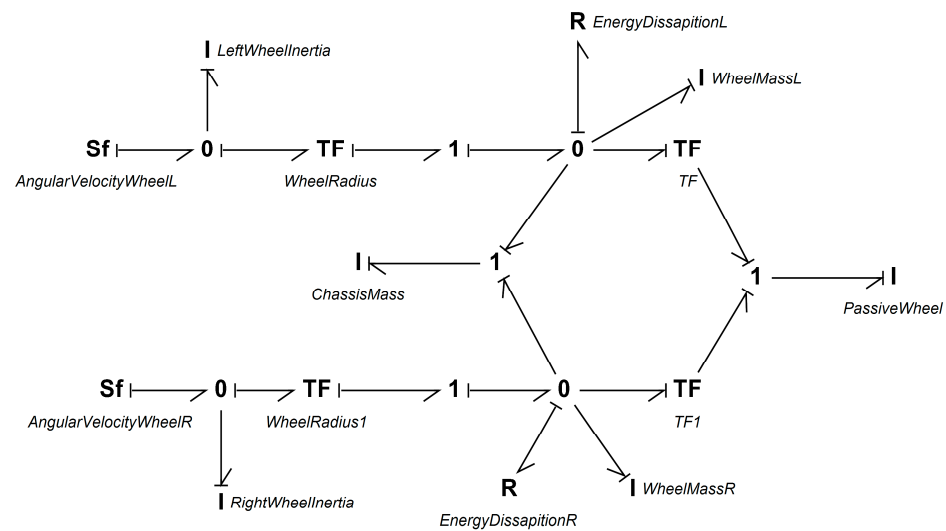 R EnergyDissapitionL
I LeftWheelInertia
I WheelMassL
Sf 0 TF 1 0 TF
AngularVelocityWheelL WheelRadius TF
I 1 1 I
ChassisMass PassiveWheel
Sf 0 TF 1 0 TF
AngularVelocityWheelR WheelRadius1 TF1
I RightWheelInertia R I WheelMassR
EnergyDissapitionR